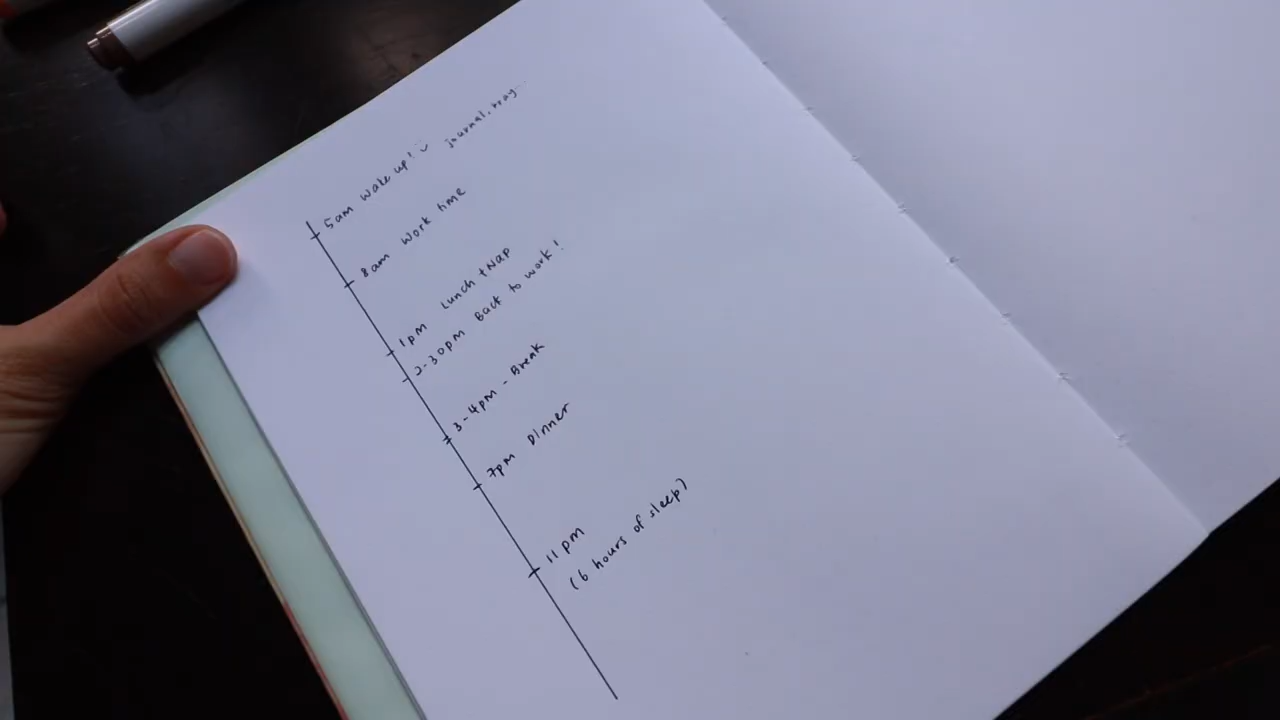 5am Wake up! journal, pray..
8am Work time
1pm Lunch + Nap
2-30pm Back to work!
3-4pm - Break
7pm Dinner
11pm
(6 hours of sleep)